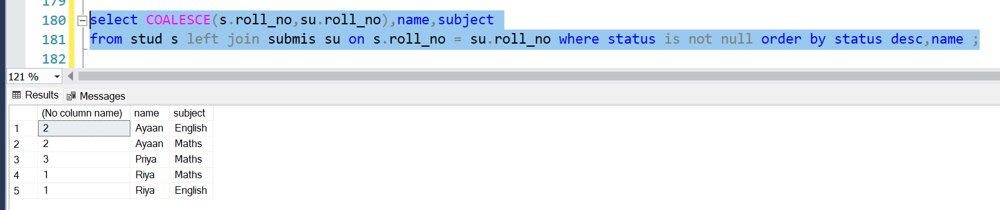 179
180 select COALESCE(s.roll_no,su.roll_no),name,subject
181 from stud s left join submis su on s.roll_no = su.roll_no where status is not null order by status desc,name ;
182
121 %
Results Messages
(No column name) name subject
1 2 Ayaan English
2 2 Ayaan Maths
3 3 Priya Maths
4 1 Riya Maths
5 1 Riya English